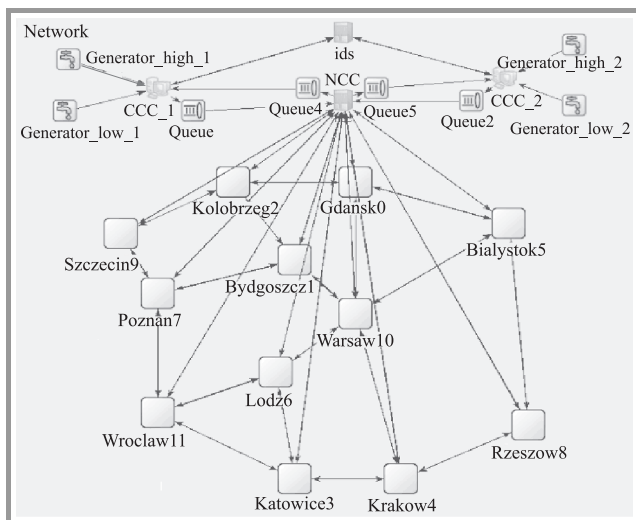 Network
ids
Generator_high_1
Generator_high_2
NCC
CCC_1
CCC_2
Queue4
Queue5
Generator_low_1
Queue
Queue2
Generator_low_2
Kolobrzeg2
Gdansk0
Szczecin9
Bialystok5
Bydgoszcz1
Poznan7
Warsaw10
Lodz6
Wroclaw11
Rzeszow8
Katowice3
Krakow4